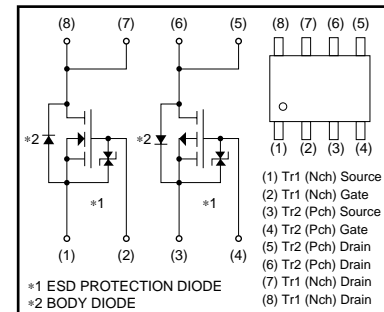 (8) (7) (6) (5)
(8) (7) (6) (5)
∗2 ∗2
∗1 ∗1
(1) (2) (3) (4)
(1) (2) (3) (4)
(1) Tr1 (Nch) Source
(2) Tr1 (Nch) Gate
(3) Tr2 (Pch) Source
(4) Tr2 (Pch) Gate
(5) Tr2 (Pch) Drain
(6) Tr2 (Pch) Drain
(7) Tr1 (Nch) Drain
(8) Tr1 (Nch) Drain
∗1 ESD PROTECTION DIODE
∗2 BODY DIODE